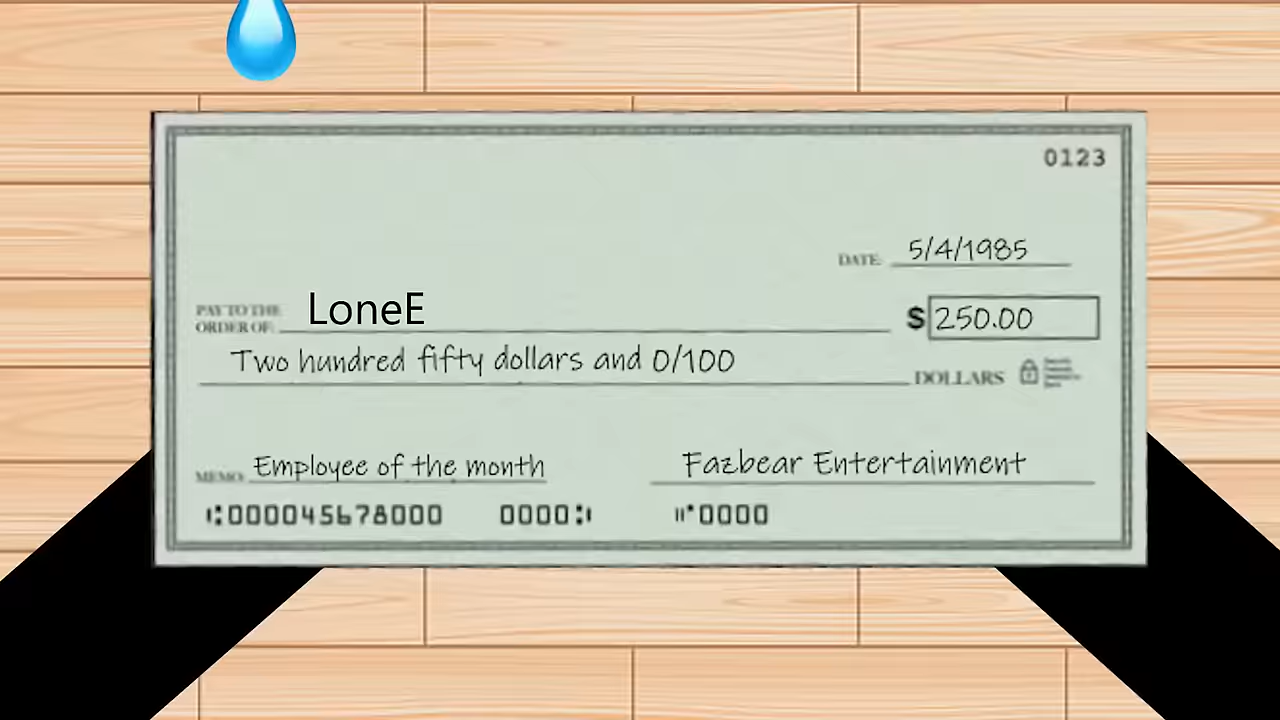 0123
DATE: 5/4/1985
PAY TO THE
ORDER OF: LoneE $ 250.00
Two hundred fifty dollars and 0/100 DOLLARS
MEMO: Employee of the month Fazbear Entertainment
⑆000045678000 0000⑆ ⑈0000